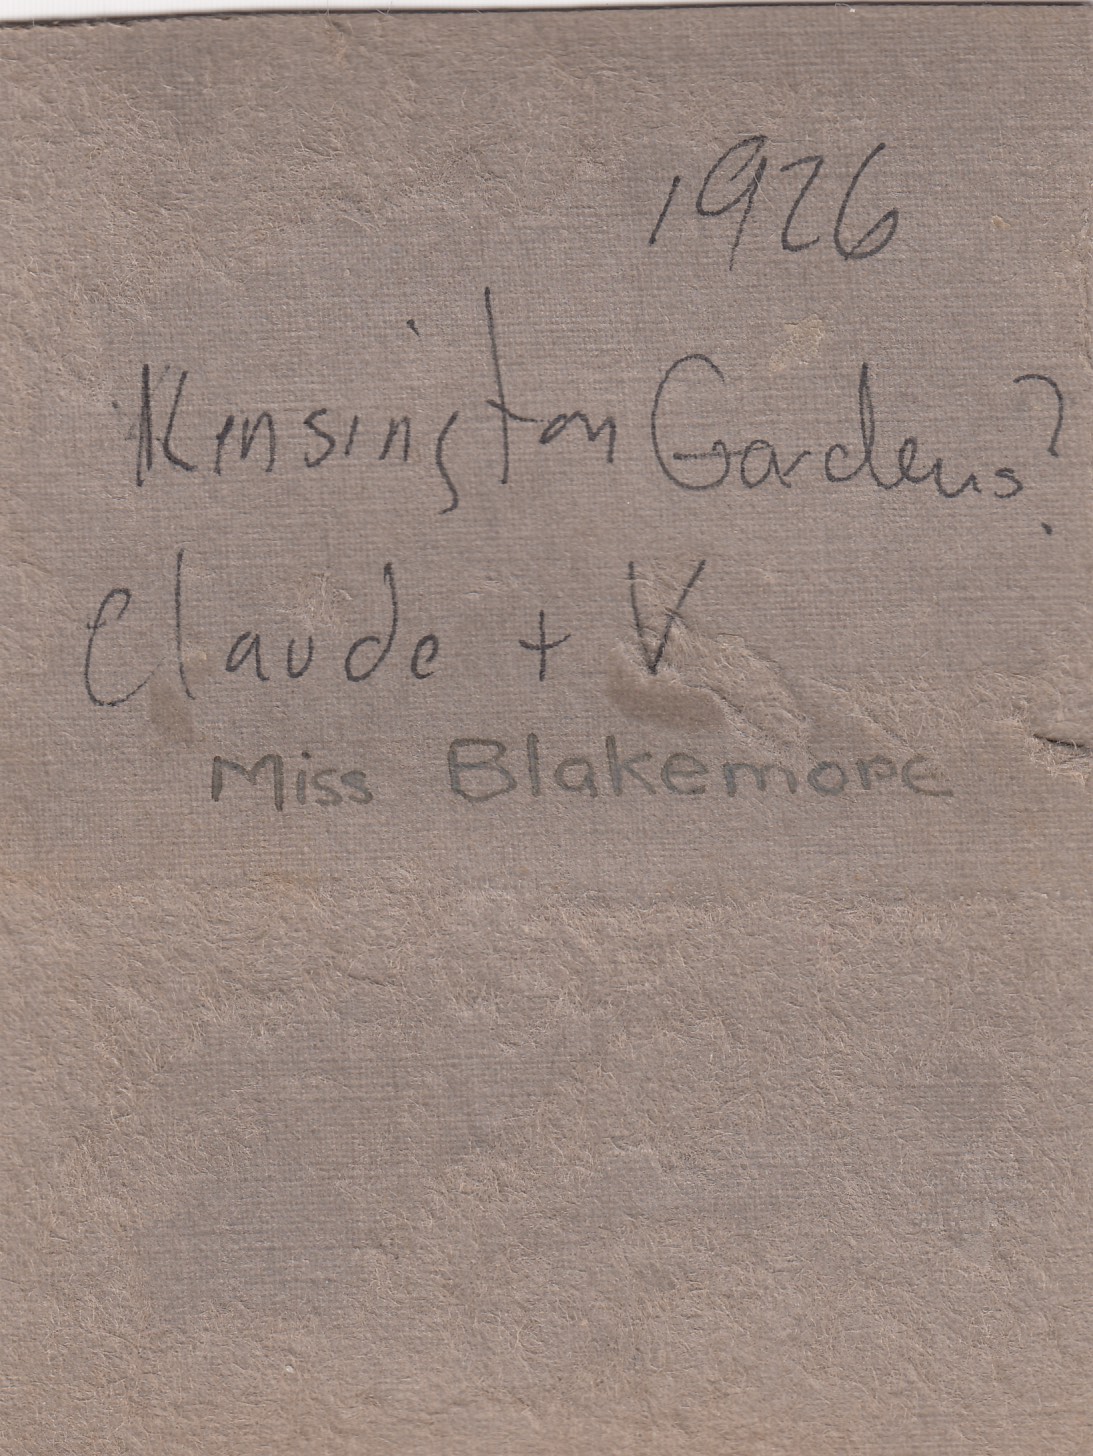 1926
Kensington Gardens?
Claude + V
Miss Blakemore